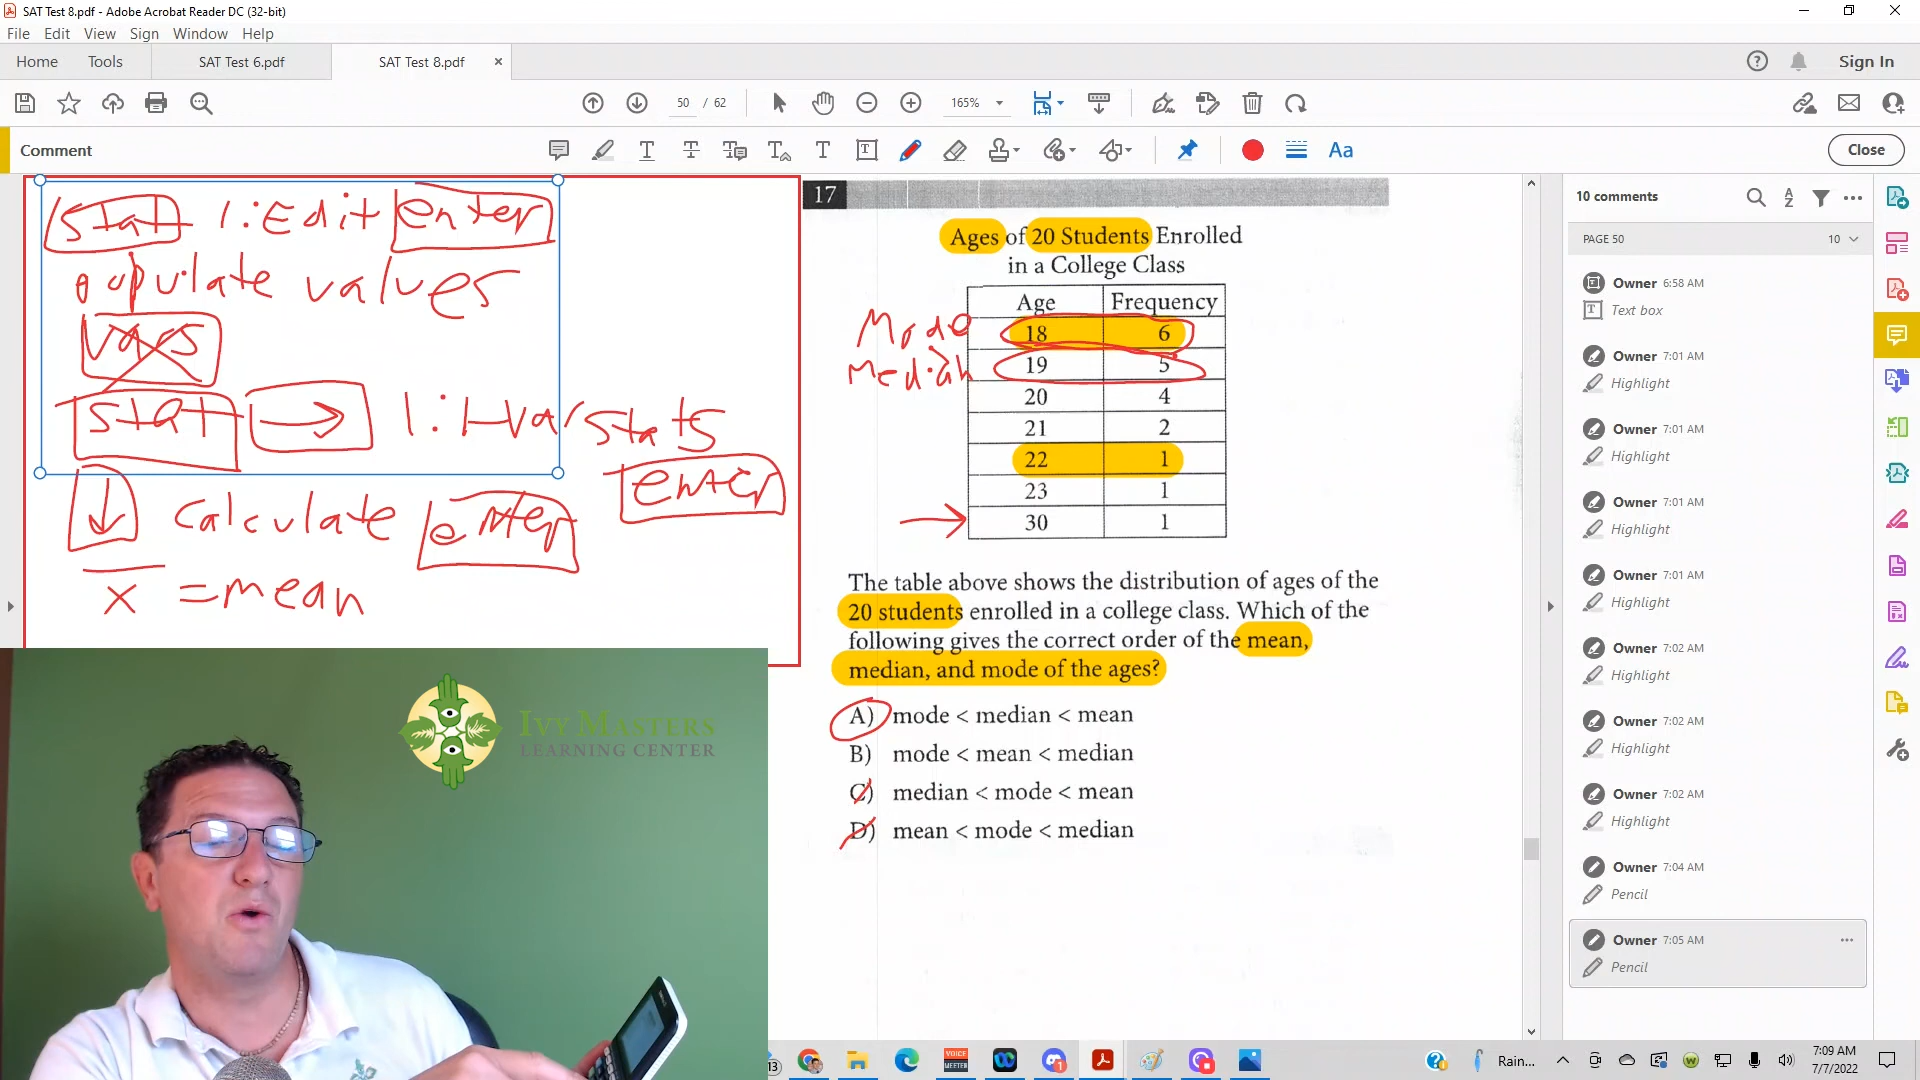 SAT Test 8.pdf - Adobe Acrobat Reader DC (32-bit)
File Edit View Sign Window Help
Home Tools SAT Test 6.pdf SAT Test 8.pdf × Sign In
50 / 62 165%
Comment Close
stat 1:Edit enter
populate values
vars
stat → 1:1-Var stats
enter
↓ calculate enter
x = mean
17
Ages of 20 Students Enrolled
in a College Class
Age Frequency
Mode 18 6
Median 19 5
20 4
21 2
22 1
23 1
30 1
The table above shows the distribution of ages of the
20 students enrolled in a college class. Which of the
following gives the correct order of the mean,
median, and mode of the ages?
A) mode < median < mean
B) mode < mean < median
C) median < mode < mean
D) mean < mode < median
IVY MASTERS
LEARNING CENTER
10 comments
PAGE 50 10
Owner 6:58 AM
Text box
Owner 7:01 AM
Highlight
Owner 7:01 AM
Highlight
Owner 7:01 AM
Highlight
Owner 7:01 AM
Highlight
Owner 7:02 AM
Highlight
Owner 7:02 AM
Highlight
Owner 7:02 AM
Highlight
Owner 7:04 AM
Pencil
Owner 7:05 AM
Pencil
13 VOICE MEETER Rain... 7:09 AM
7/7/2022